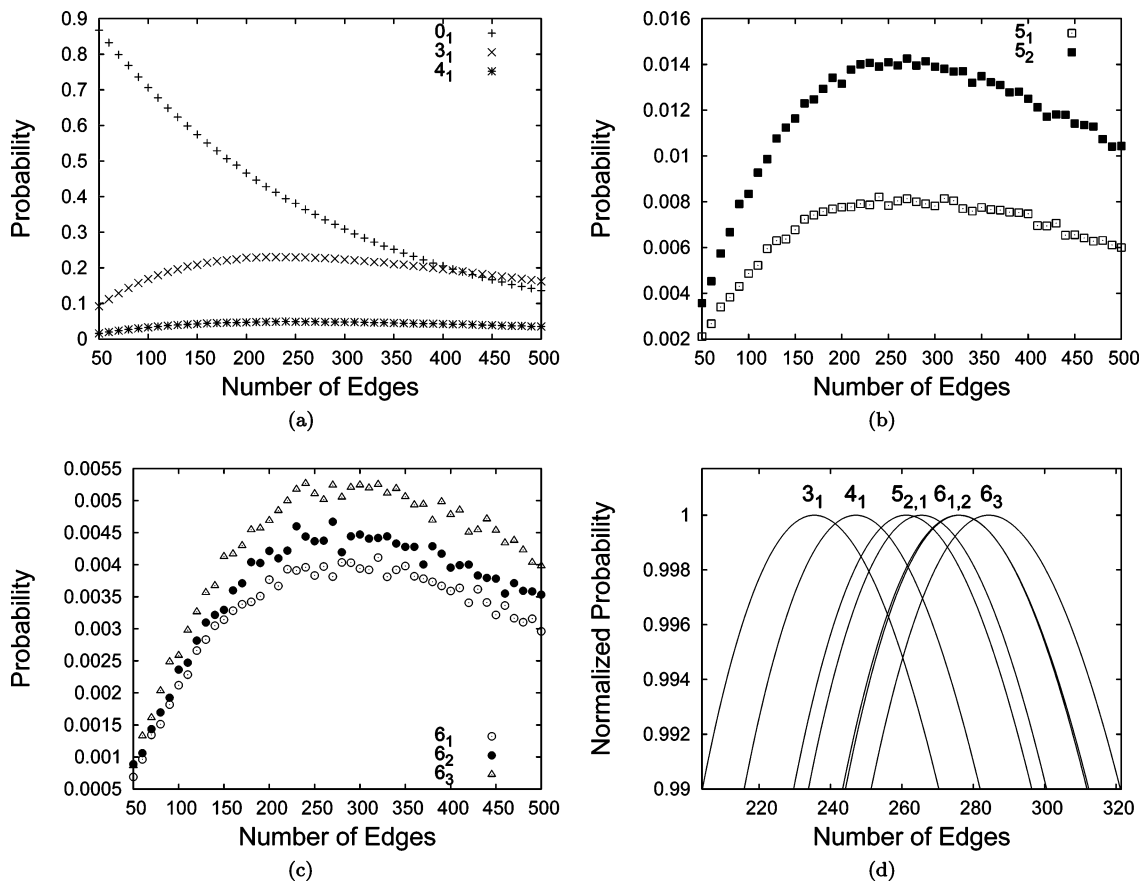 0.9
0.8
0.7
0.6
0.5
0.4
0.3
0.2
0.1
0
Probability
0₁
3₁
4₁
50 100 150 200 250 300 350 400 450 500
Number of Edges
(a)
0.016
0.014
0.012
0.01
0.008
0.006
0.004
0.002
Probability
5₁
5₂
50 100 150 200 250 300 350 400 450 500
Number of Edges
(b)
0.0055
0.005
0.0045
0.004
0.0035
0.003
0.0025
0.002
0.0015
0.001
0.0005
Probability
6₁
6₂
6₃
50 100 150 200 250 300 350 400 450 500
Number of Edges
(c)
3₁ 4₁ 5₂,₁ 6₁,₂ 6₃
1
0.998
0.996
0.994
0.992
0.99
Normalized Probability
220 240 260 280 300 320
Number of Edges
(d)